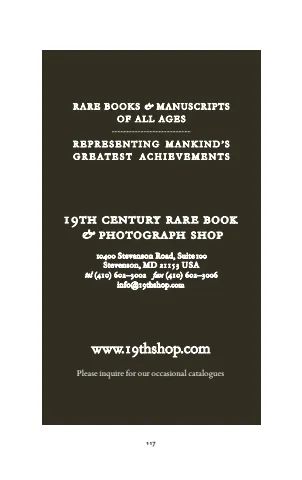 RARE BOOKS & MANUSCRIPTS
OF ALL AGES
REPRESENTING MANKIND'S
GREATEST ACHIEVEMENTS
19TH CENTURY RARE BOOK
& PHOTOGRAPH SHOP
10400 Stevanson Road, Suite 100
Stevenson, MD 21153 USA
tel (410) 602–3002 fax (410) 602–3006
info@19thshop.com
www.19thshop.com
Please inquire for our occasional catalogues
117